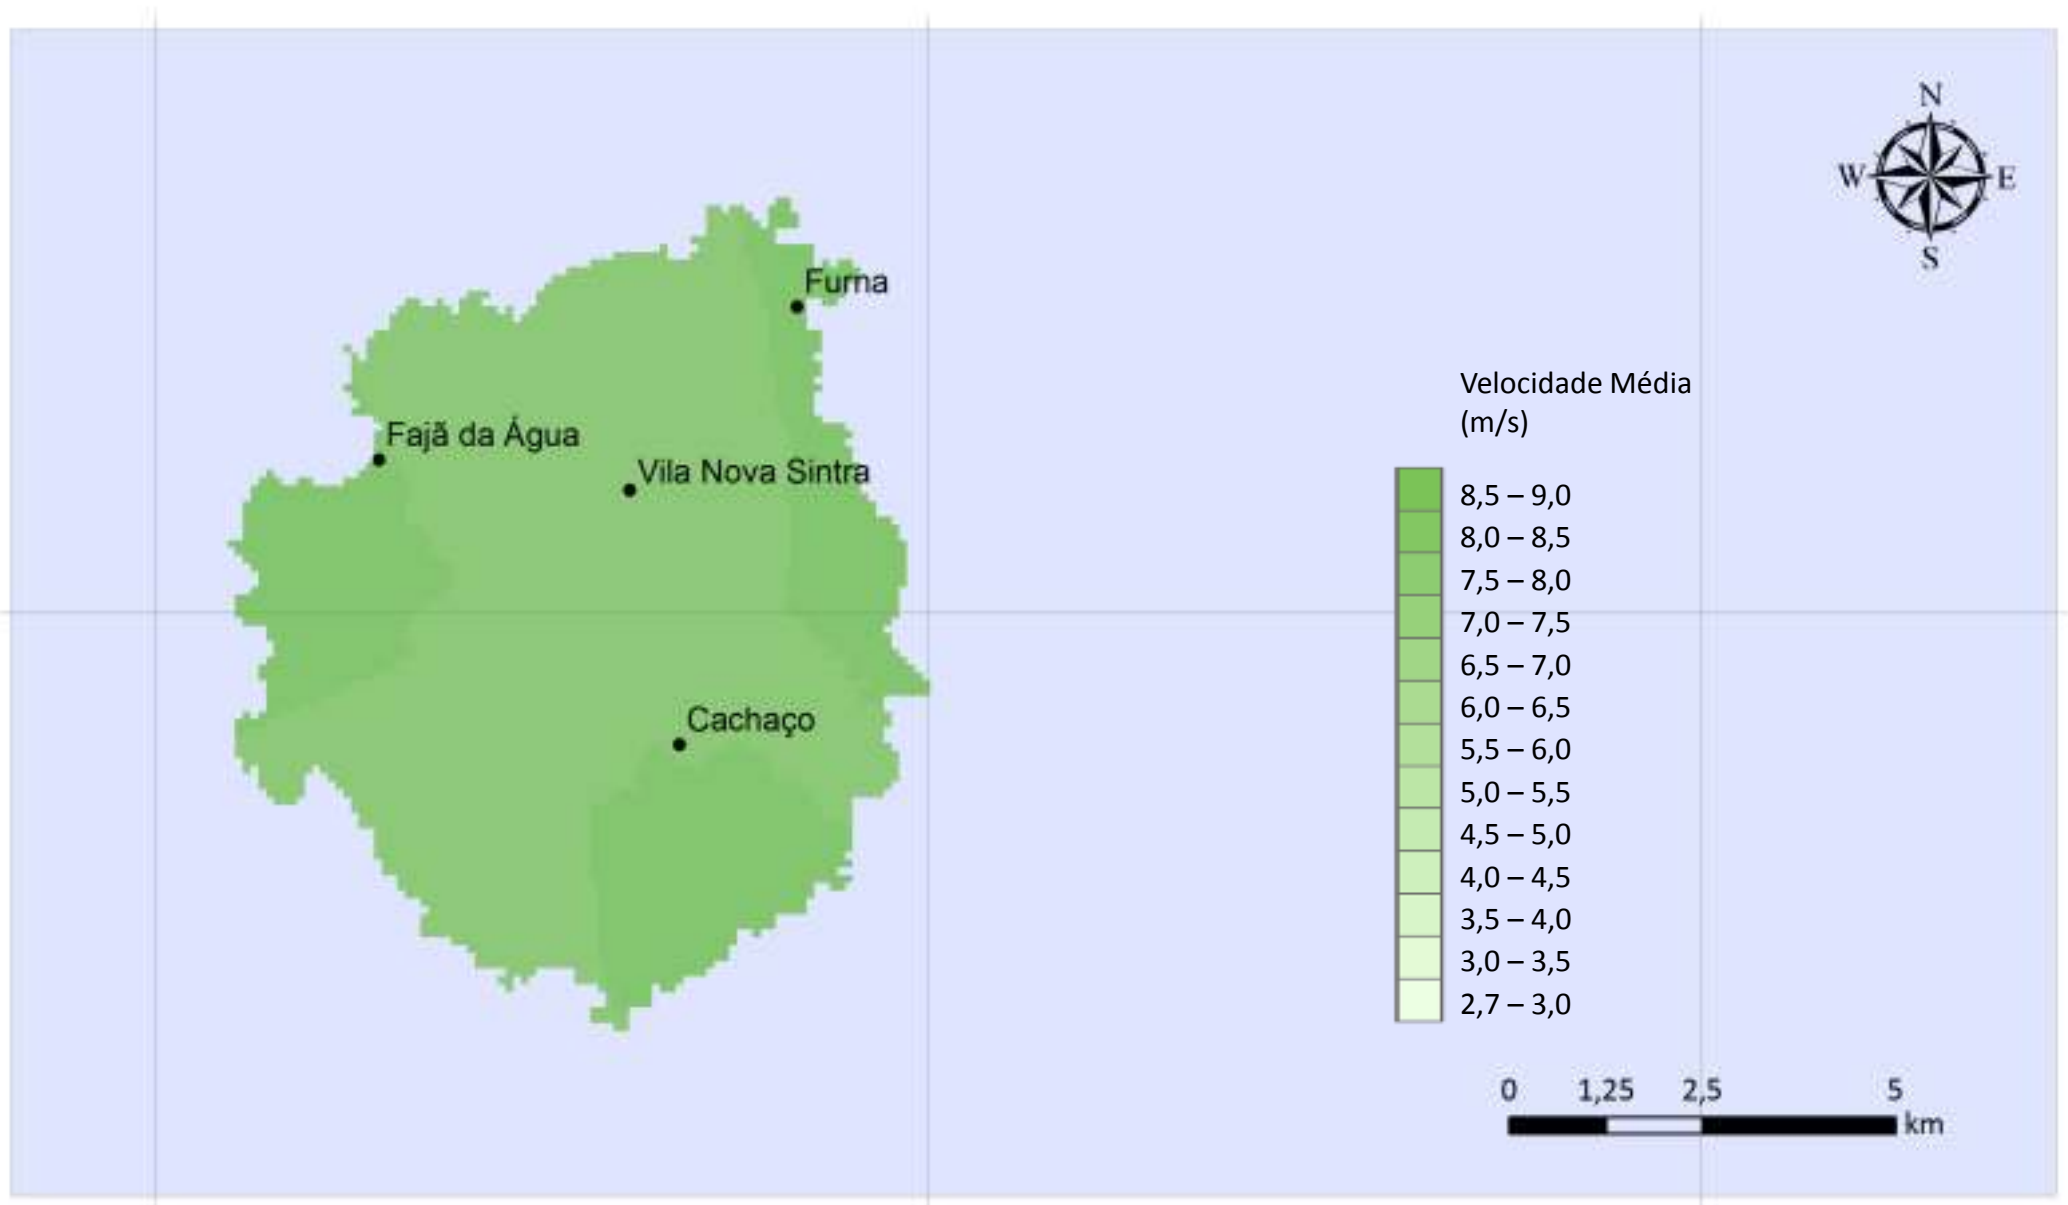 N
W E
S
Furna
Fajã da Água
Vila Nova Sintra
Cachaço
Velocidade Média
(m/s)
8,5 – 9,0
8,0 – 8,5
7,5 – 8,0
7,0 – 7,5
6,5 – 7,0
6,0 – 6,5
5,5 – 6,0
5,0 – 5,5
4,5 – 5,0
4,0 – 4,5
3,5 – 4,0
3,0 – 3,5
2,7 – 3,0
0 1,25 2,5 5
km